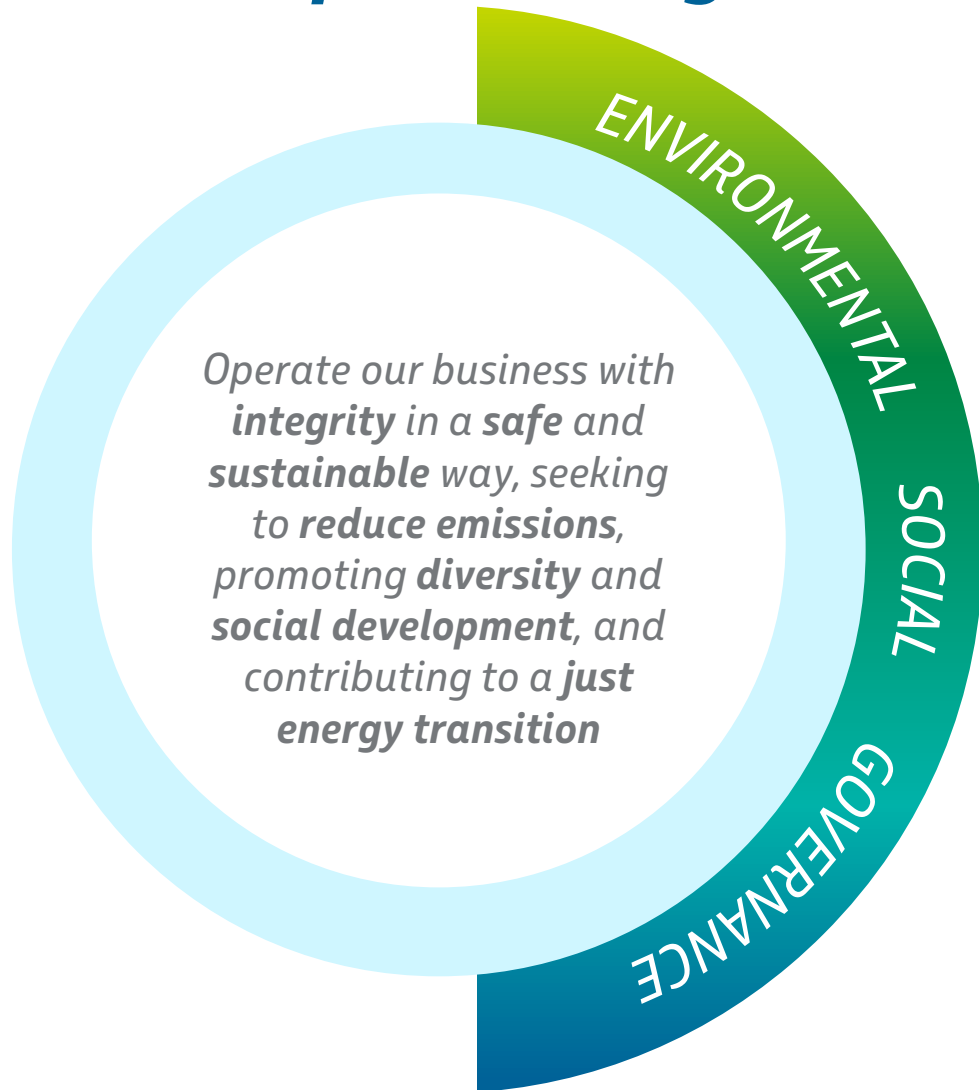 ENVIRONMENTAL
SOCIAL
GOVERNANCE
Operate our business with
integrity in a safe and
sustainable way, seeking
to reduce emissions,
promoting diversity and
social development, and
contributing to a just
energy transition